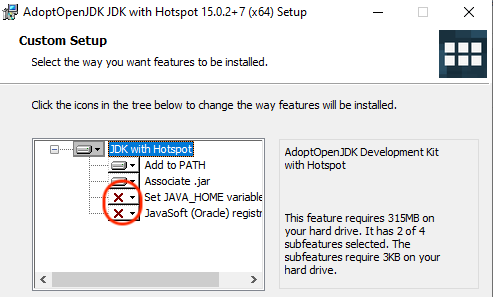 AdoptOpenJDK JDK with Hotspot 15.0.2+7 (x64) Setup
Custom Setup
Select the way you want features to be installed.
Click the icons in the tree below to change the way features will be installed.
JDK with Hotspot
Add to PATH
Associate .jar
Set JAVA_HOME variable
JavaSoft (Oracle) registr
AdoptOpenJDK Development Kit
with Hotspot
This feature requires 315MB on
your hard drive. It has 2 of 4
subfeatures selected. The
subfeatures require 3KB on your
hard drive.